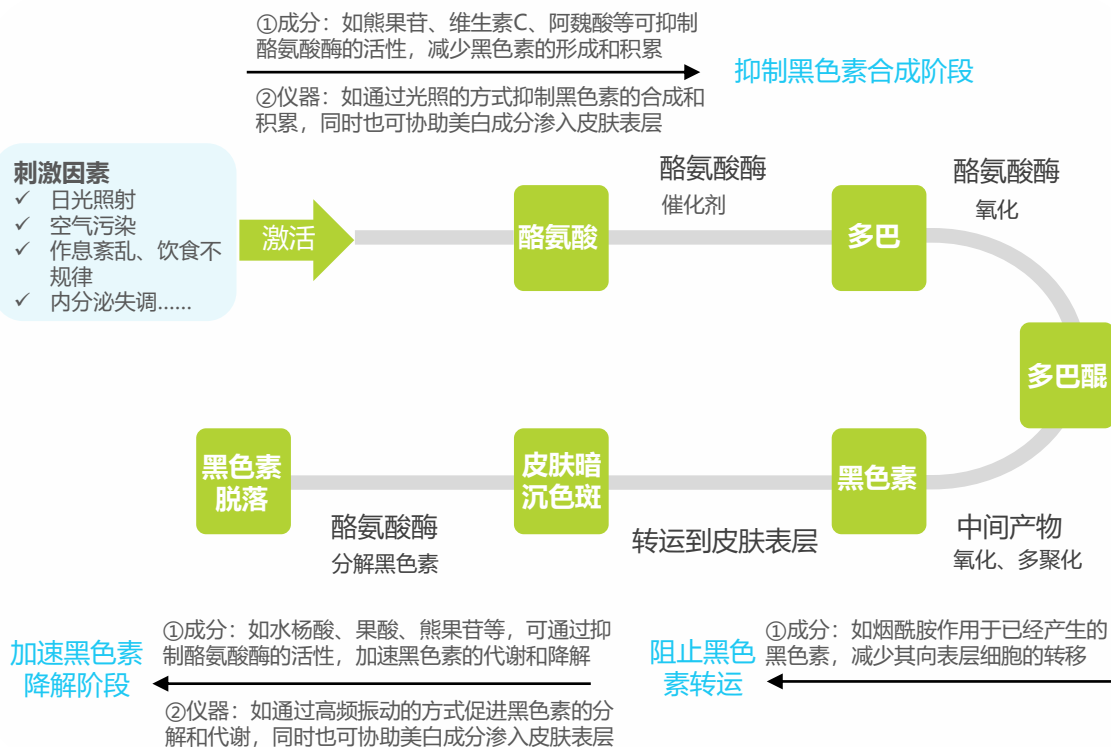 ①成分：如熊果苷、维生素C、阿魏酸等可抑制
酪氨酸酶的活性，减少黑色素的形成和积累
②仪器：如通过光照的方式抑制黑色素的合成和
积累，同时也可协助美白成分渗入皮肤表层
抑制黑色素合成阶段
刺激因素
✓ 日光照射
✓ 空气污染
✓ 作息紊乱、饮食不
规律
✓ 内分泌失调……
激活
酪氨酸
酪氨酸酶
催化剂
多巴
酪氨酸酶
氧化
多巴醌
中间产物
氧化、多聚化
黑色素
转运到皮肤表层
皮肤暗
沉色斑
酪氨酸酶
分解黑色素
黑色素
脱落
①成分：如烟酰胺作用于已经产生的
黑色素，减少其向表层细胞的转移
阻止黑色
素转运
①成分：如水杨酸、果酸、熊果苷等，可通过抑
制酪氨酸酶的活性，加速黑色素的代谢和降解
②仪器：如通过高频振动的方式促进黑色素的分
解和代谢，同时也可协助美白成分渗入皮肤表层
加速黑色素
降解阶段